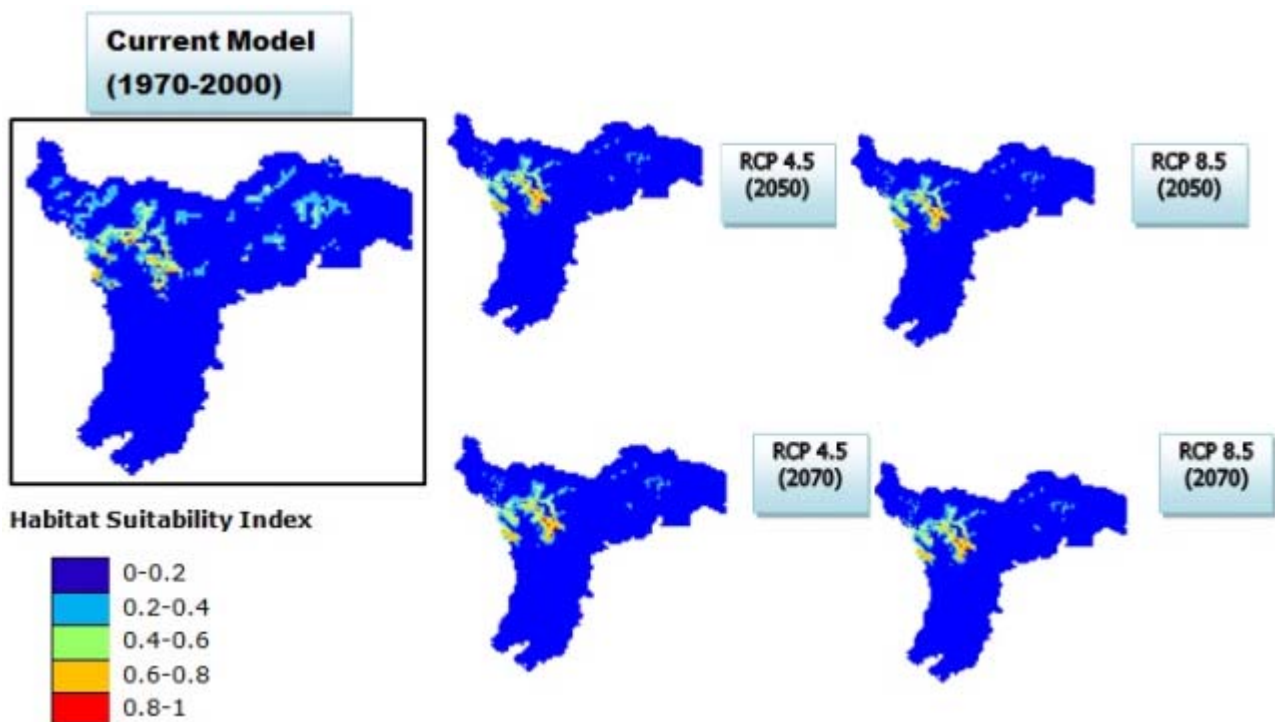 Current Model
(1970-2000)
RCP 4.5
(2050)
RCP 8.5
(2050)
RCP 4.5
(2070)
RCP 8.5
(2070)
Habitat Suitability Index
0-0.2
0.2-0.4
0.4-0.6
0.6-0.8
0.8-1